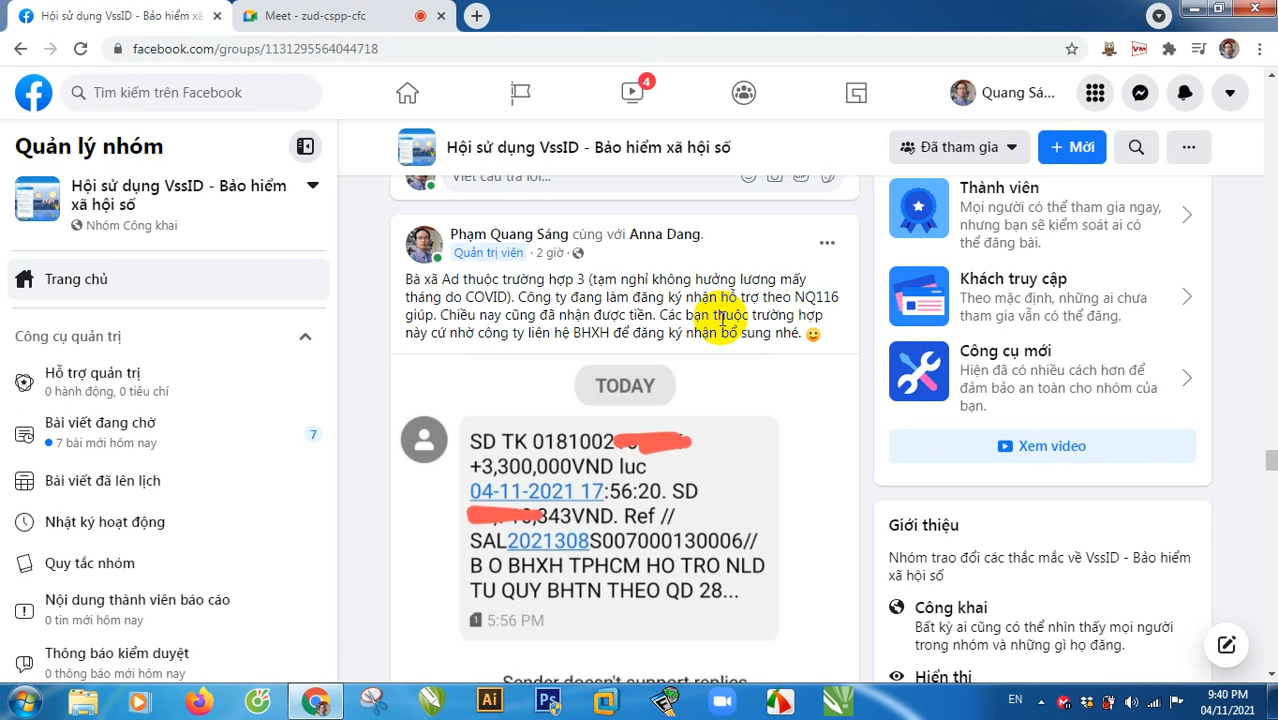 Hội sử dụng VssID - Bảo hiểm xã
Meet - zud-cspp-cfc
facebook.com/groups/1131295564044718
Tìm kiếm trên Facebook
4
Quang Sá...
Quản lý nhóm
Hội sử dụng VssID - Bảo hiểm
xã hội số
Nhóm Công khai
Trang chủ
Công cụ quản trị
Hỗ trợ quản trị
0 hành động, 0 tiêu chí
Bài viết đang chờ
7 bài mới hôm nay
7
Bài viết đã lên lịch
Nhật ký hoạt động
Quy tắc nhóm
Nội dung thành viên báo cáo
0 tin mới hôm nay
Thông báo kiểm duyệt
0 thông báo mới hôm nay
Hội sử dụng VssID - Bảo hiểm xã hội số
Đã tham gia
+ Mời
Viết câu trả lời...
Phạm Quang Sáng cùng với Anna Dang.
Quản trị viên · 2 giờ ·
Bà xã Ad thuộc trường hợp 3 (tạm nghỉ không hưởng lương mấy
tháng do COVID). Công ty đang làm đăng ký nhận hỗ trợ theo NQ116
giúp. Chiều nay cũng đã nhận được tiền. Các bạn thuộc trường hợp
này cứ nhờ công ty liên hệ BHXH để đăng ký nhận bổ sung nhé. 🙂
TODAY
SD TK 0181002
+3,300,000VND luc
04-11-2021 17:56:20. SD
343VND. Ref //
SAL2021308S007000130006//
B O BHXH TPHCM HO TRO NLD
TU QUY BHTN THEO QD 28...
5:56 PM
Sender doesn't support replies
Thành viên
Mọi người có thể tham gia ngay,
nhưng bạn sẽ kiểm soát ai có
thể đăng bài.
Khách truy cập
Theo mặc định, những ai chưa
tham gia vẫn có thể đăng.
Công cụ mới
Hiện đã có nhiều cách hơn để
đảm bảo an toàn cho nhóm của
bạn.
Xem video
Giới thiệu
Nhóm trao đổi các thắc mắc về VssID - Bảo hiểm
xã hội số
Công khai
Bất kỳ ai cũng có thể nhìn thấy mọi người
trong nhóm và những gì họ đăng.
Hiển thị
Ai
Ps
EN
9:40 PM
04/11/2021